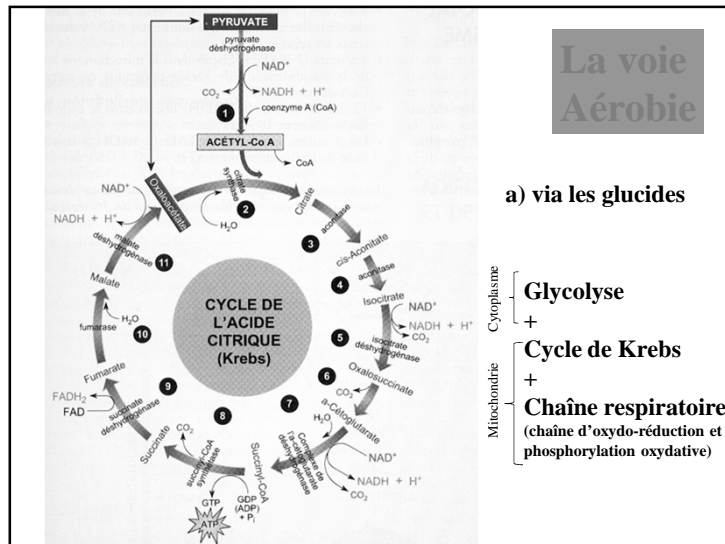 PYRUVATE
pyruvate
déshydrogénase
NAD⁺
CO₂
NADH + H⁺
coenzyme A (CoA)
1
ACÉTYL-Co A
CoA
Oxaloacétate
citrate
synthase
2
H₂O
Citrate
aconitase
3
cis-Aconitate
aconitase
4
Isocitrate
NAD⁺
NADH + H⁺
CO₂
5
isocitrate
déshydrogénase
Oxalosuccinate
6
CO₂
a-Cétoglutarate
7
H₂O
Complexe de
l'a-cétoglutarate
déshydrogénase
NAD⁺
NADH + H⁺
CO₂
Succinyl-CoA
8
CO₂
succinyl-CoA
synthétase
GTP
GDP
(ADP) + Pi
ATP
Succinate
9
succinate
déshydrogénase
FADH₂
FAD
Fumarate
10
fumarase
H₂O
Malate
11
malate
déshydrogénase
NAD⁺
NADH + H⁺
CYCLE DE
L'ACIDE
CITRIQUE
(Krebs)
La voie
Aérobie
a) via les glucides
Cytoplasme
Glycolyse
+
Mitochondrie
Cycle de Krebs
+
Chaîne respiratoire
(chaîne d'oxydo-réduction et
phosphorylation oxydative)